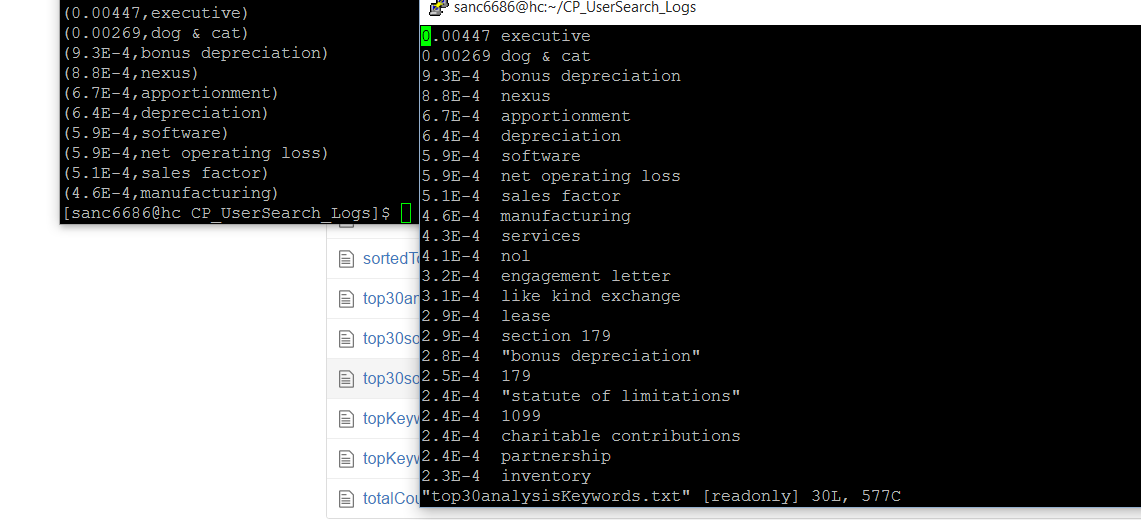 (0.00447,executive)
(0.00269,dog & cat)
(9.3E-4,bonus depreciation)
(8.8E-4,nexus)
(6.7E-4,apportionment)
(6.4E-4,depreciation)
(5.9E-4,software)
(5.9E-4,net operating loss)
(5.1E-4,sales factor)
(4.6E-4,manufacturing)
[sanc6686@hc CP_UserSearch_Logs]$
sortedTo
top30an
top30so
top30so
topKeyw
topKeyw
totalCou
sanc6686@hc:~/CP_UserSearch_Logs
0.00447 executive
0.00269 dog & cat
9.3E-4 bonus depreciation
8.8E-4 nexus
6.7E-4 apportionment
6.4E-4 depreciation
5.9E-4 software
5.9E-4 net operating loss
5.1E-4 sales factor
4.6E-4 manufacturing
4.3E-4 services
4.1E-4 nol
3.2E-4 engagement letter
3.1E-4 like kind exchange
2.9E-4 lease
2.9E-4 section 179
2.8E-4 "bonus depreciation"
2.5E-4 179
2.4E-4 "statute of limitations"
2.4E-4 1099
2.4E-4 charitable contributions
2.4E-4 partnership
2.3E-4 inventory
"top30analysisKeywords.txt" [readonly] 30L, 577C